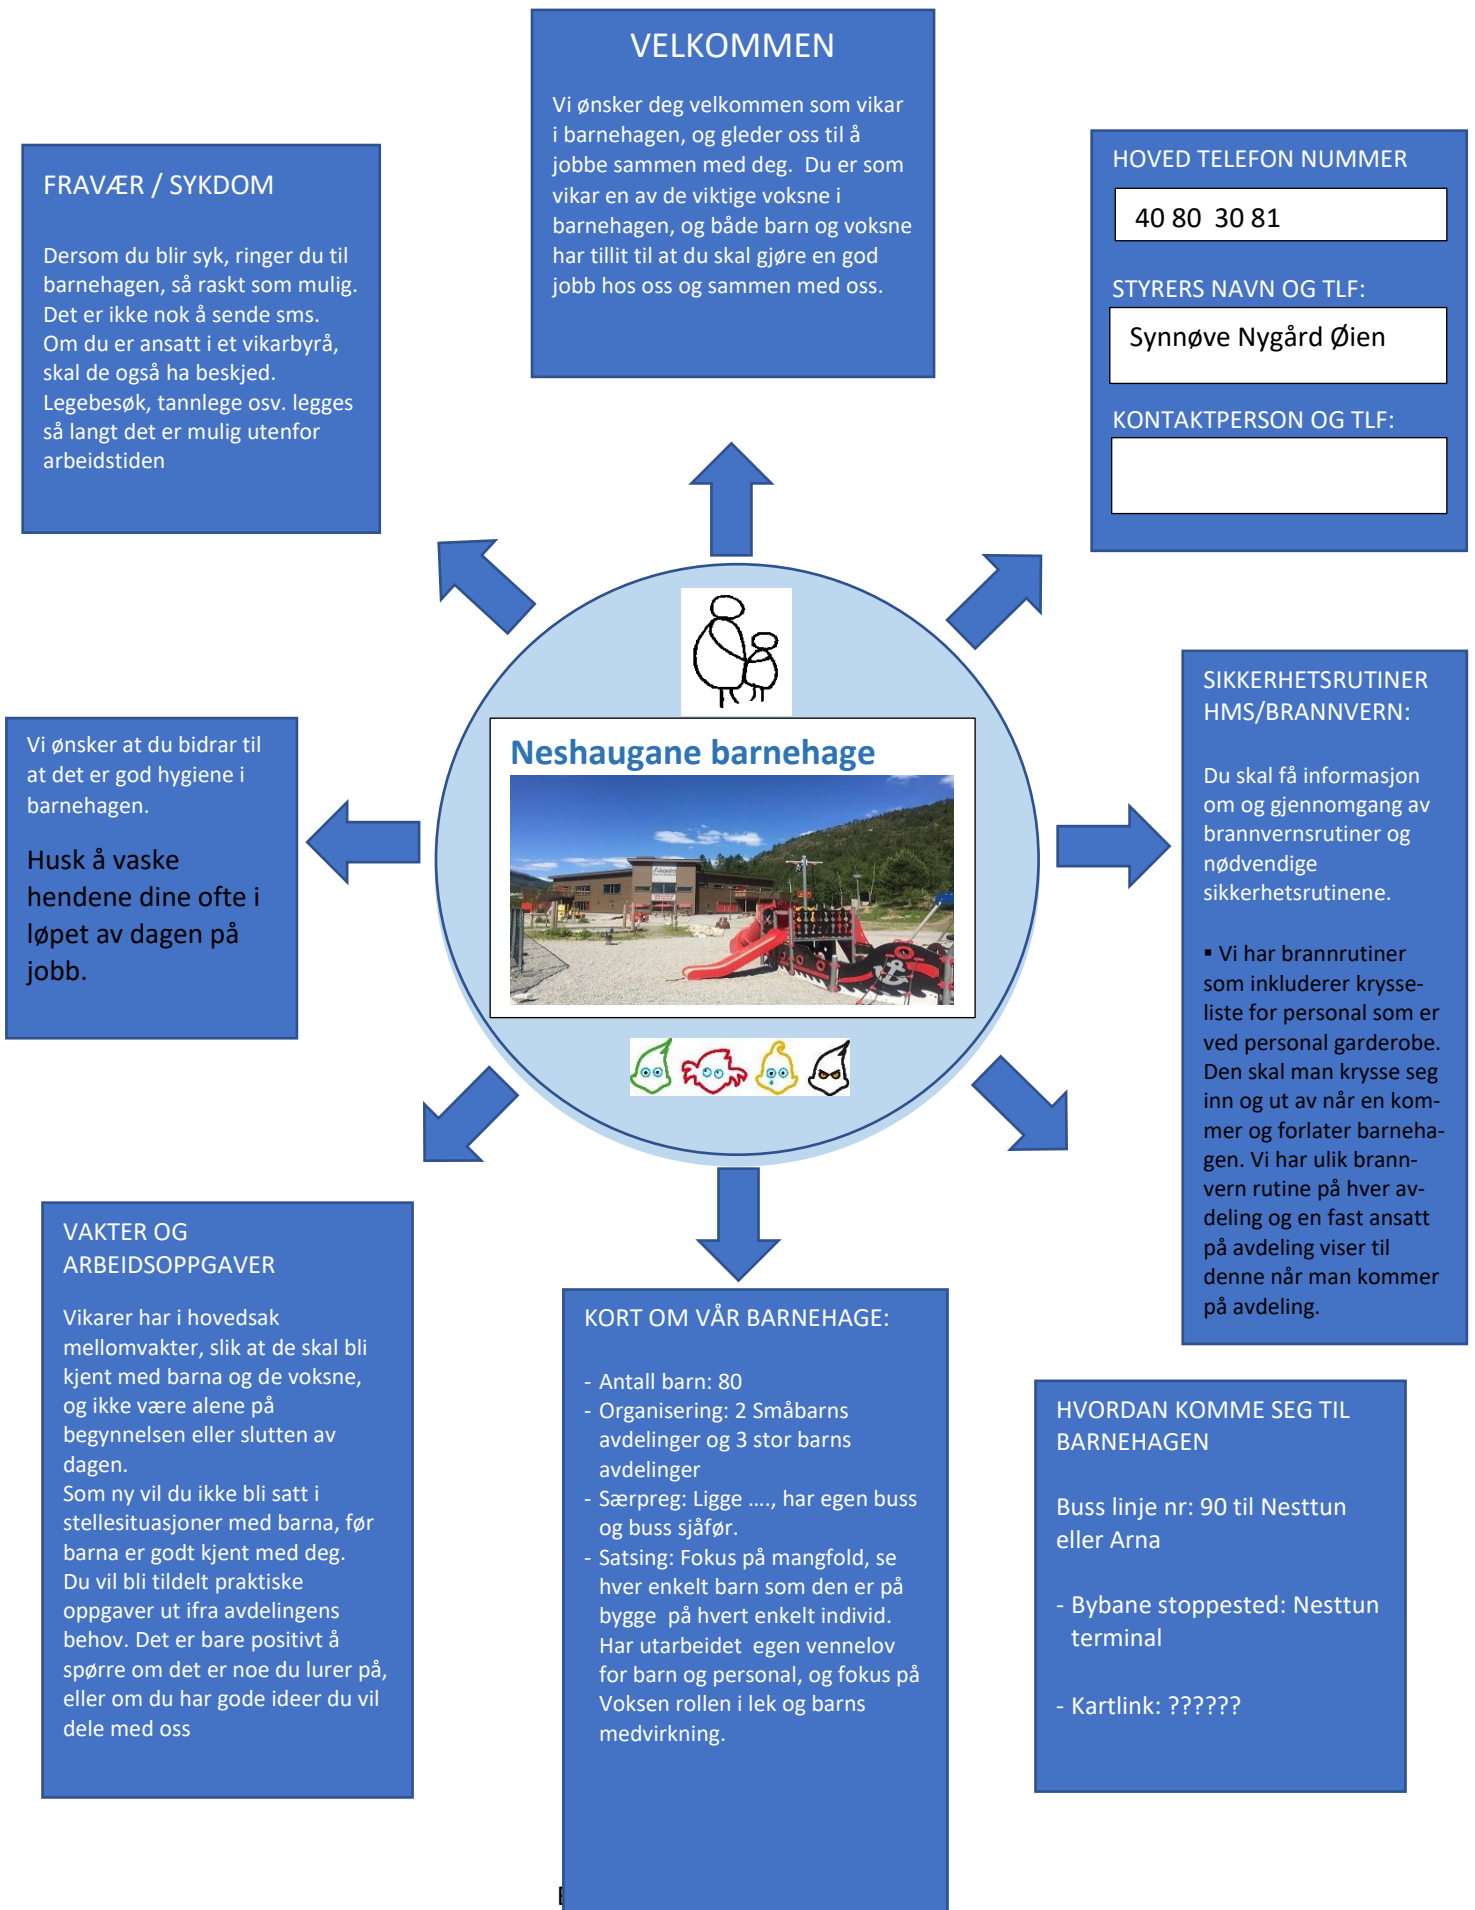 VELKOMMEN
Vi ønsker deg velkommen som vikar
i barnehagen, og gleder oss til å
jobbe sammen med deg.  Du er som
vikar en av de viktige voksne i
barnehagen, og både barn og voksne
har tillit til at du skal gjøre en god
jobb hos oss og sammen med oss.
FRAVÆR / SYKDOM
Dersom du blir syk, ringer du til
barnehagen, så raskt som mulig.
Det er ikke nok å sende sms.
Om du er ansatt i et vikarbyrå,
skal de også ha beskjed.
Legebesøk, tannlege osv. legges
så langt det er mulig utenfor
arbeidstiden
HOVED TELEFON NUMMER
40 80  30 81
STYRERS NAVN OG TLF:
Synnøve Nygård Øien
KONTAKTPERSON OG TLF:
Vi ønsker at du bidrar til
at det er god hygiene i
barnehagen.
Husk å vaske
hendene dine ofte i
løpet av dagen på
jobb.
Neshaugane barnehage
Akasia
SIKKERHETSRUTINER
HMS/BRANNVERN:
Du skal få informasjon
om og gjennomgang av
brannvernsrutiner og
nødvendige
sikkerhetsrutinene.
▪ Vi har brannrutiner
som inkluderer krysse-
liste for personal som er
ved personal garderobe.
Den skal man krysse seg
inn og ut av når en kom-
mer og forlater barneha-
gen. Vi har ulik brann-
vern rutine på hver av-
deling og en fast ansatt
på avdeling viser til
denne når man kommer
på avdeling.
VAKTER OG
ARBEIDSOPPGAVER
Vikarer har i hovedsak
mellomvakter, slik at de skal bli
kjent med barna og de voksne,
og ikke være alene på
begynnelsen eller slutten av
dagen.
Som ny vil du ikke bli satt i
stellesituasjoner med barna, før
barna er godt kjent med deg.
Du vil bli tildelt praktiske
oppgaver ut ifra avdelingens
behov. Det er bare positivt å
spørre om det er noe du lurer på,
eller om du har gode ideer du vil
dele med oss
KORT OM VÅR BARNEHAGE:
- Antall barn: 80
- Organisering: 2 Småbarns
avdelinger og 3 stor barns
avdelinger
- Særpreg: Ligge …., har egen buss
og buss sjåfør.
- Satsing: Fokus på mangfold, se
hver enkelt barn som den er på
bygge  på hvert enkelt individ.
Har utarbeidet  egen vennelov
for barn og personal, og fokus på
Voksen rollen i lek og barns
medvirkning.
HVORDAN KOMME SEG TIL
BARNEHAGEN
Buss linje nr: 90 til Nesttun
eller Arna
- Bybane stoppested: Nesttun
terminal
- Kartlink: ??????